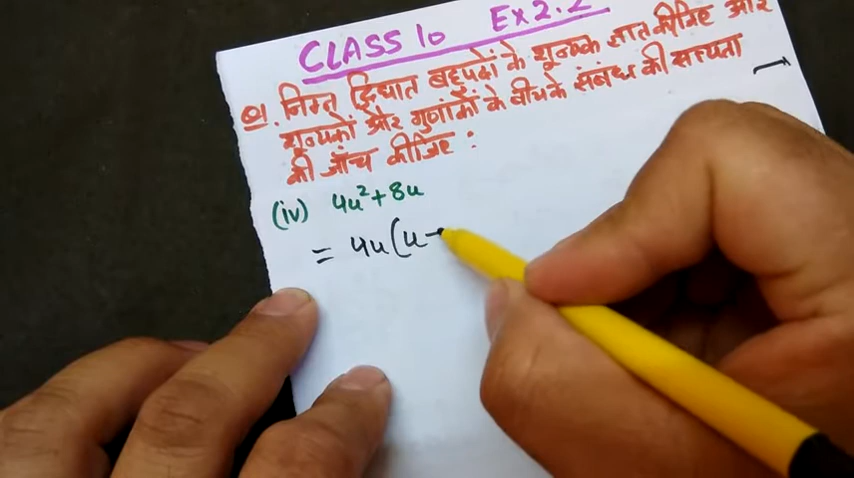 CLASS 10 Ex 2.2
Q1. निम्न द्विघात बहुपदों के शून्यक ज्ञात कीजिए और
शून्यकों और गुणांकों के बीच के संबंध की सत्यता
की जाँच कीजिए :
(iv) 4u²+8u
= 4u(u